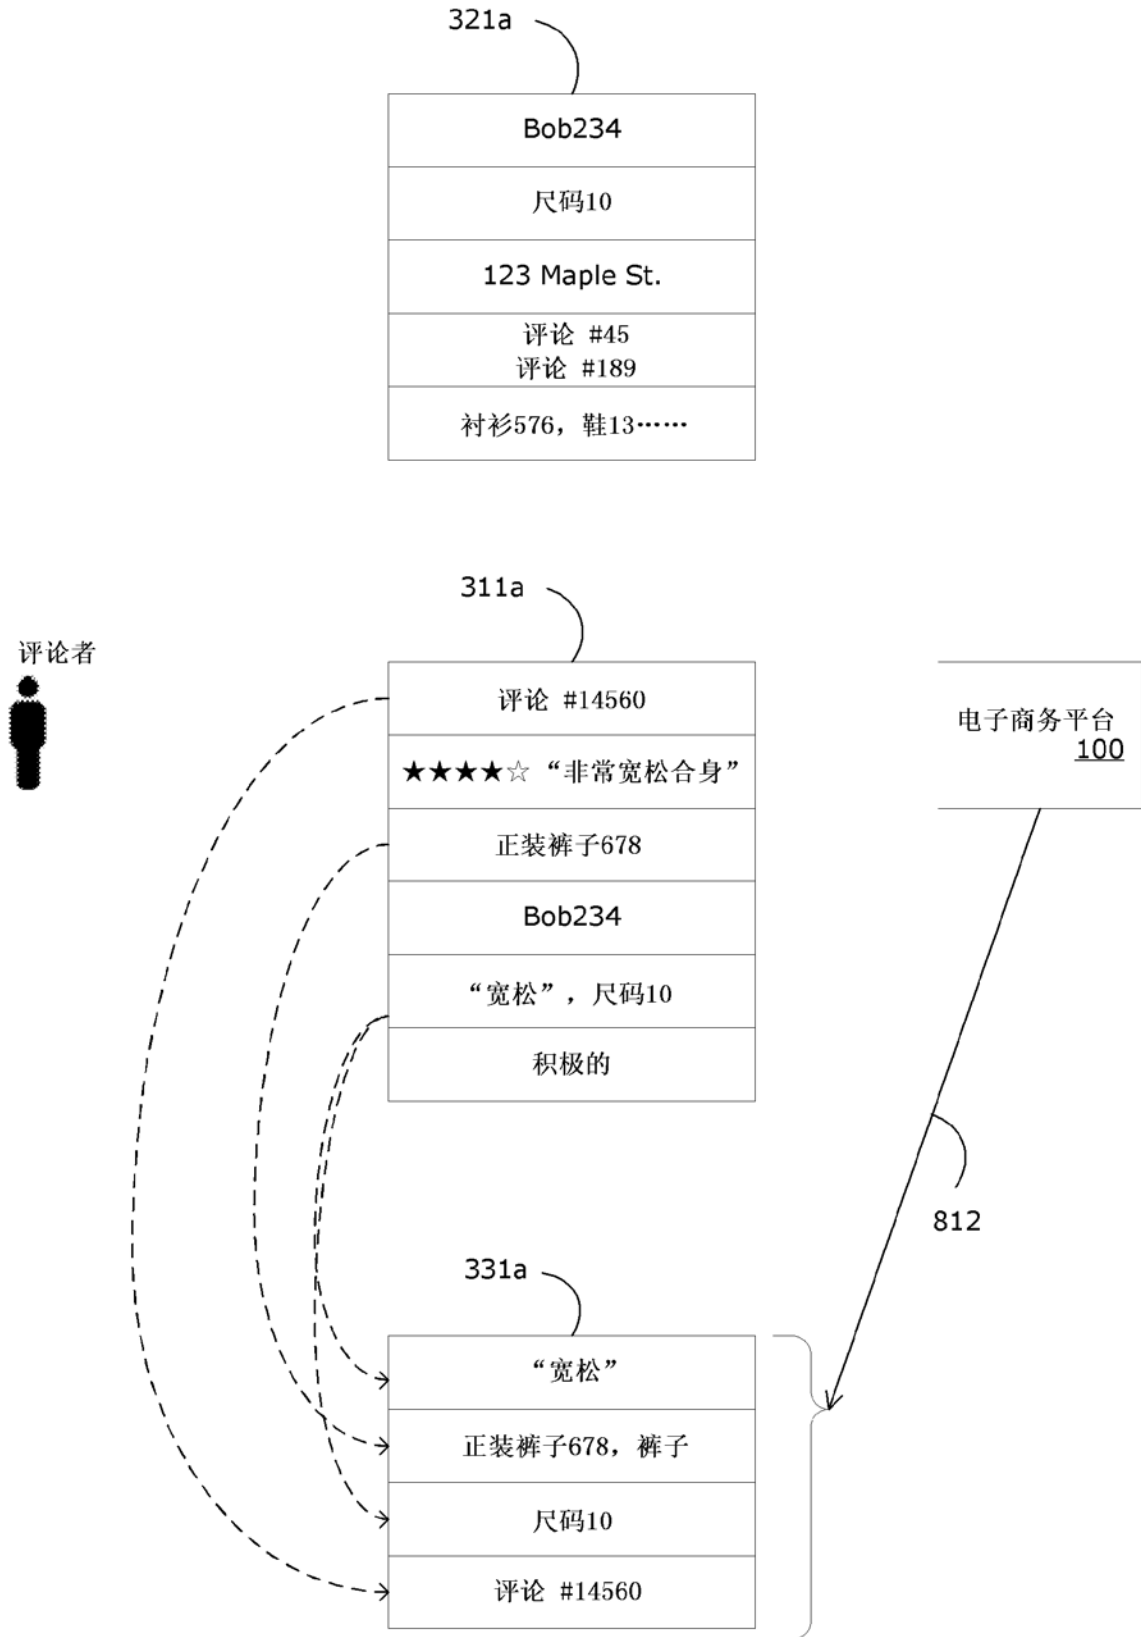 321a
Bob234
尺码10
123 Maple St.
评论 #45
评论 #189
衬衫576，鞋13……
311a
评论者
评论 #14560
★★★★☆ “非常宽松合身”
正装裤子678
Bob234
“宽松”，尺码10
积极的
电子商务平台
100
812
331a
“宽松”
正装裤子678，裤子
尺码10
评论 #14560